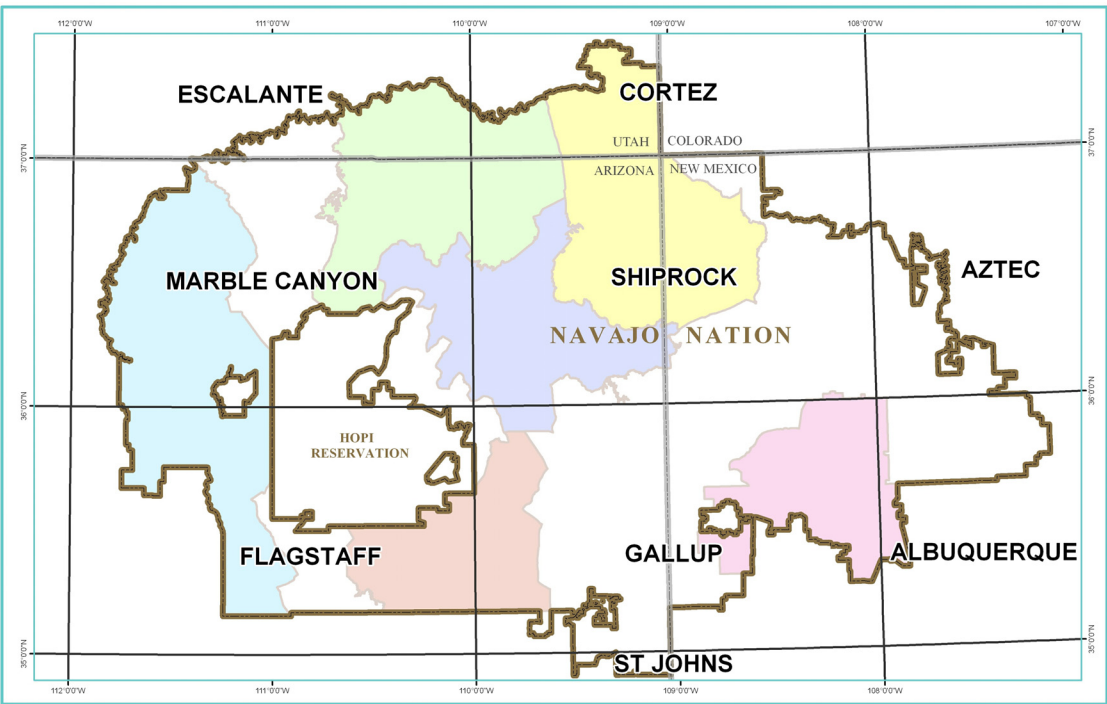 112°0'0"W
111°0'0"W
110°0'0"W
109°0'0"W
108°0'0"W
107°0'0"W
ESCALANTE
CORTEZ
UTAH
COLORADO
37°0'0"N
37°0'0"N
ARIZONA
NEW MEXICO
MARBLE CANYON
SHIPROCK
AZTEC
NAVAJO NATION
36°0'0"N
36°0'0"N
HOPI
RESERVATION
FLAGSTAFF
GALLUP
ALBUQUERQUE
35°0'0"N
35°0'0"N
ST JOHNS
112°0'0"W
111°0'0"W
110°0'0"W
109°0'0"W
108°0'0"W